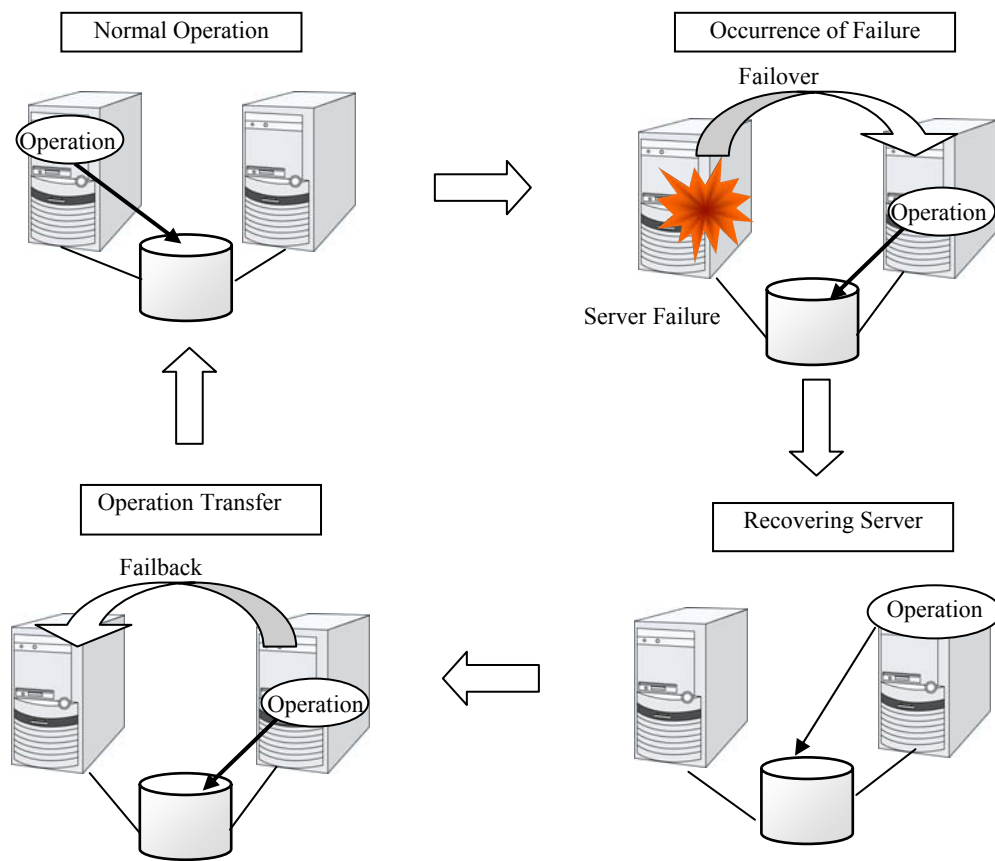 Normal Operation
Operation
Occurrence of Failure
Failover
Operation
Server Failure
Operation Transfer
Failback
Operation
Recovering Server
Operation